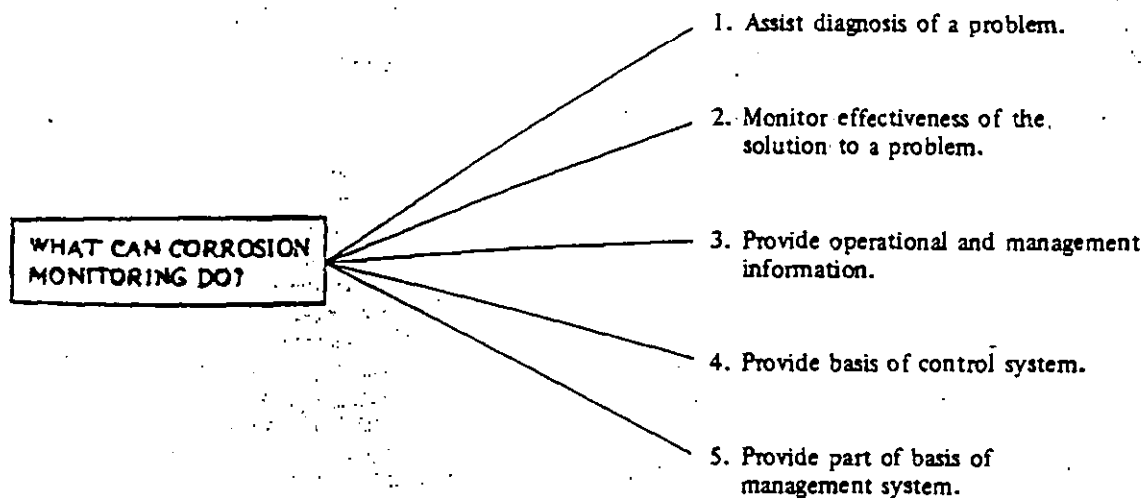 1. Assist diagnosis of a problem.
2. Monitor effectiveness of the
solution to a problem.
WHAT CAN CORROSION
MONITORING DO?
3. Provide operational and management
information.
4. Provide basis of control system.
5. Provide part of basis of
management system.